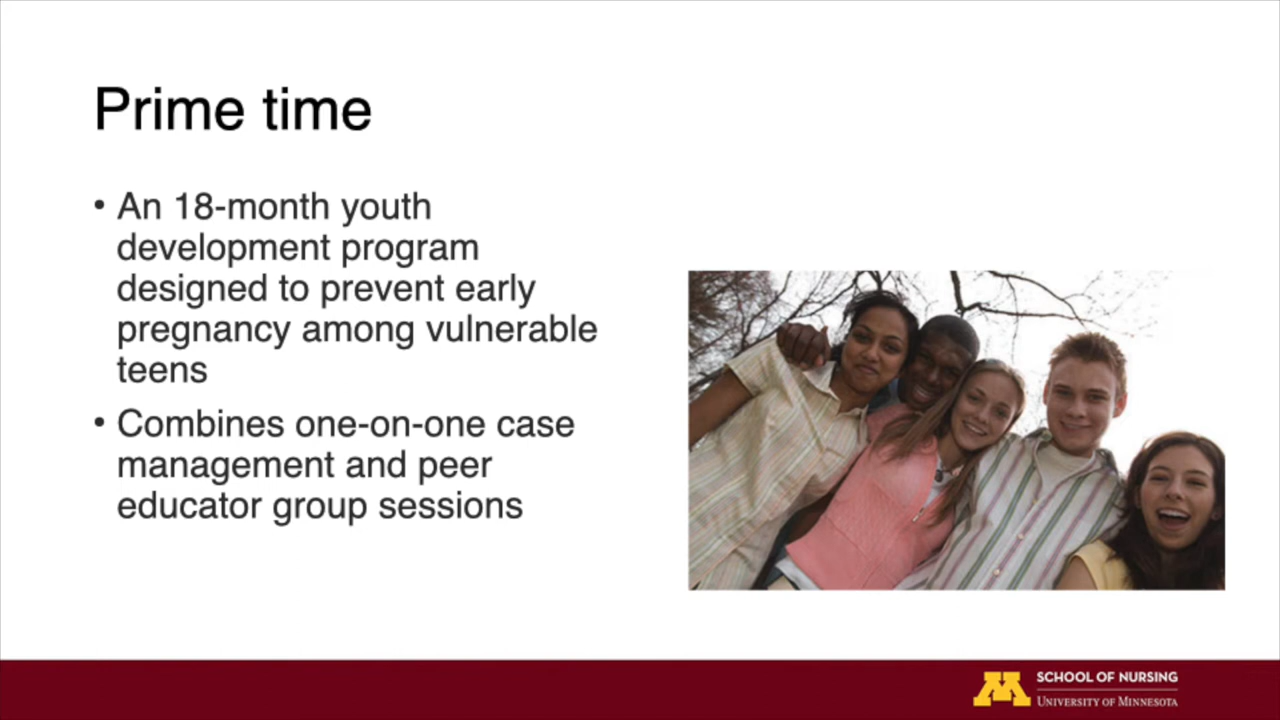 Prime time
• An 18-month youth
development program
designed to prevent early
pregnancy among vulnerable
teens
• Combines one-on-one case
management and peer
educator group sessions
M
SCHOOL OF NURSING
UNIVERSITY OF MINNESOTA